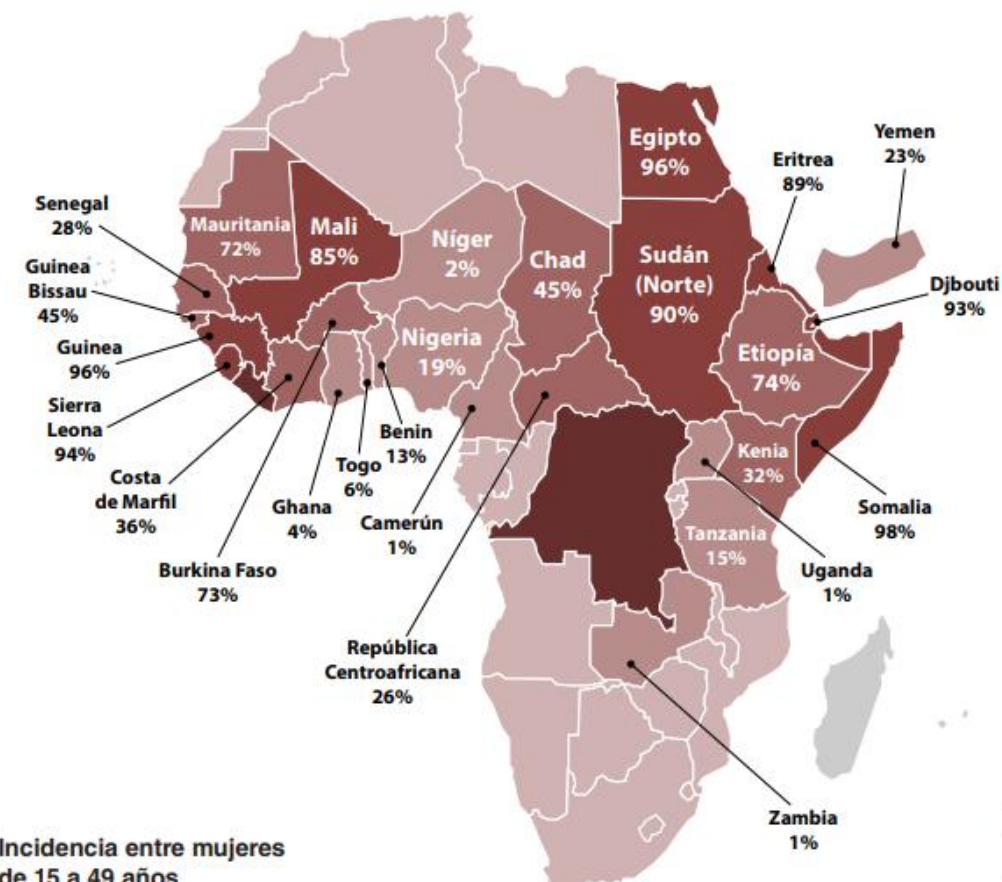 Egipto
96%
Yemen
23%
Eritrea
89%
Senegal
28%
Mauritania
72%
Mali
85%
Níger
2%
Chad
45%
Sudán
(Norte)
90%
Djbouti
93%
Guinea
Bissau
45%
Guinea
96%
Nigeria
19%
Etiopía
74%
Sierra
Leona
94%
Costa
de Marfil
36%
Burkina Faso
73%
Ghana
4%
Togo
6%
Benin
13%
Camerún
1%
Kenia
32%
Somalia
98%
Tanzania
15%
Uganda
1%
República
Centroafricana
26%
Zambia
1%
Incidencia entre mujeres
de 15 a 49 años